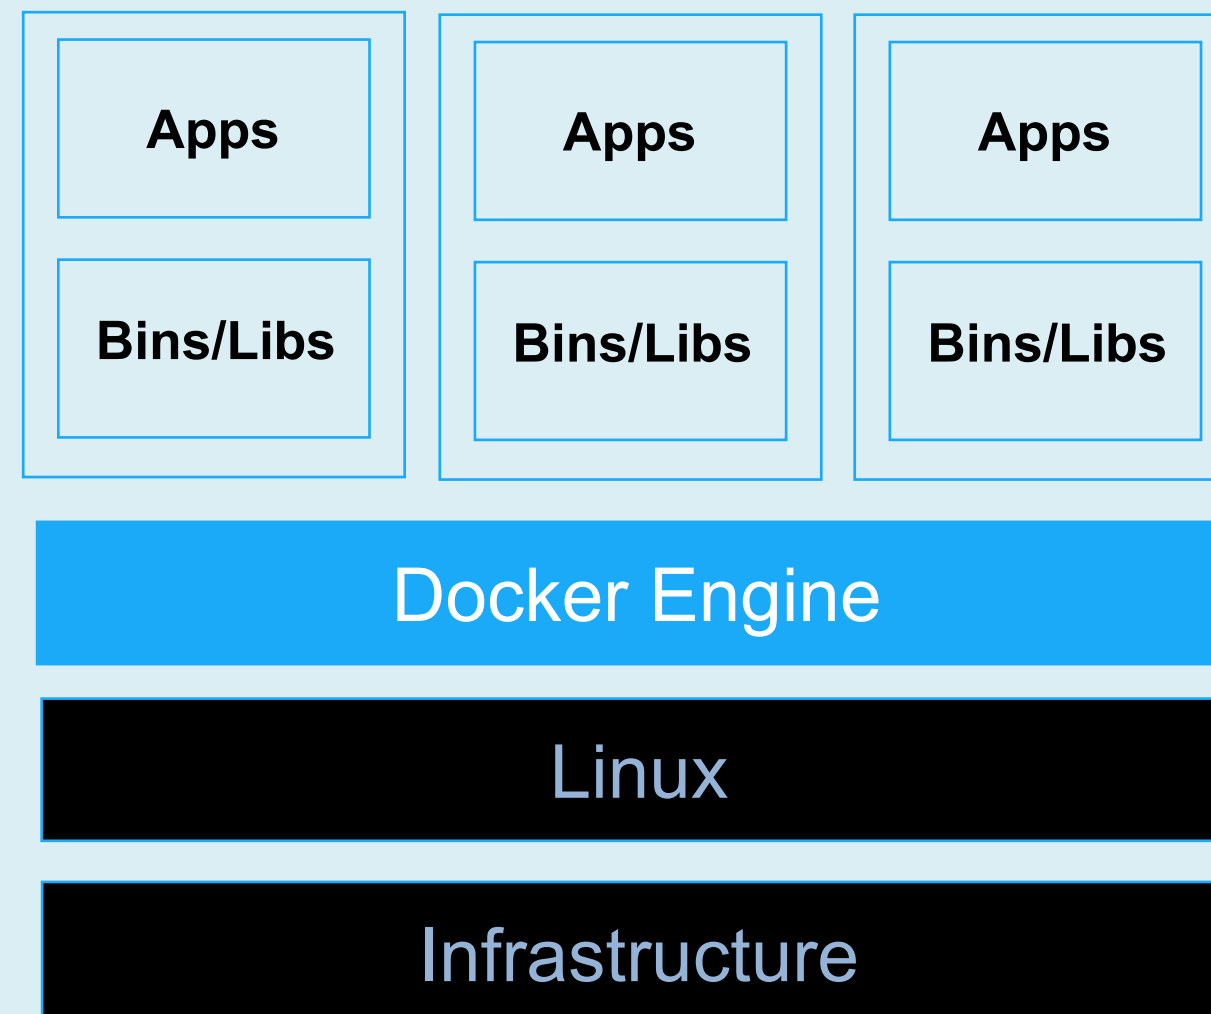 Apps
Apps
Apps
Bins/Libs
Bins/Libs
Bins/Libs
Docker Engine
Linux
Infrastructure